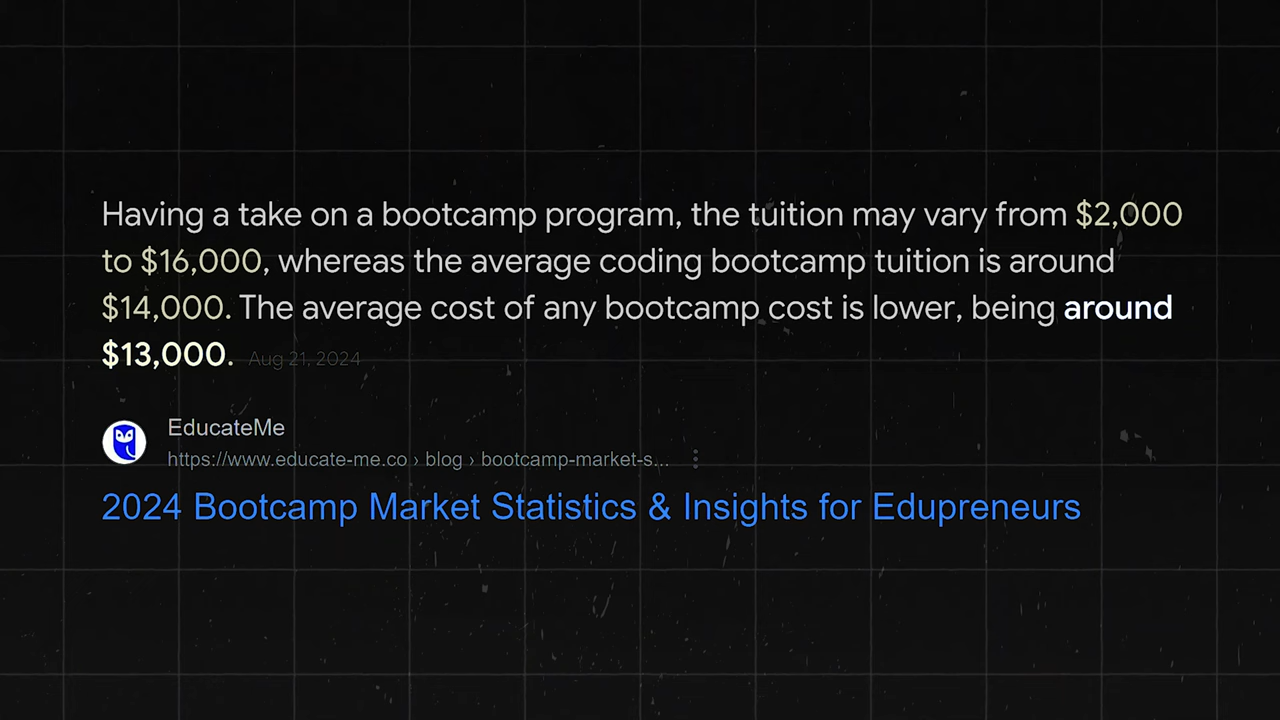 Having a take on a bootcamp program, the tuition may vary from $2,000
to $16,000, whereas the average coding bootcamp tuition is around
$14,000. The average cost of any bootcamp cost is lower, being around
$13,000. Aug 21, 2024
EducateMe
https://www.educate-me.co › blog › bootcamp-market-s...
2024 Bootcamp Market Statistics & Insights for Edupreneurs